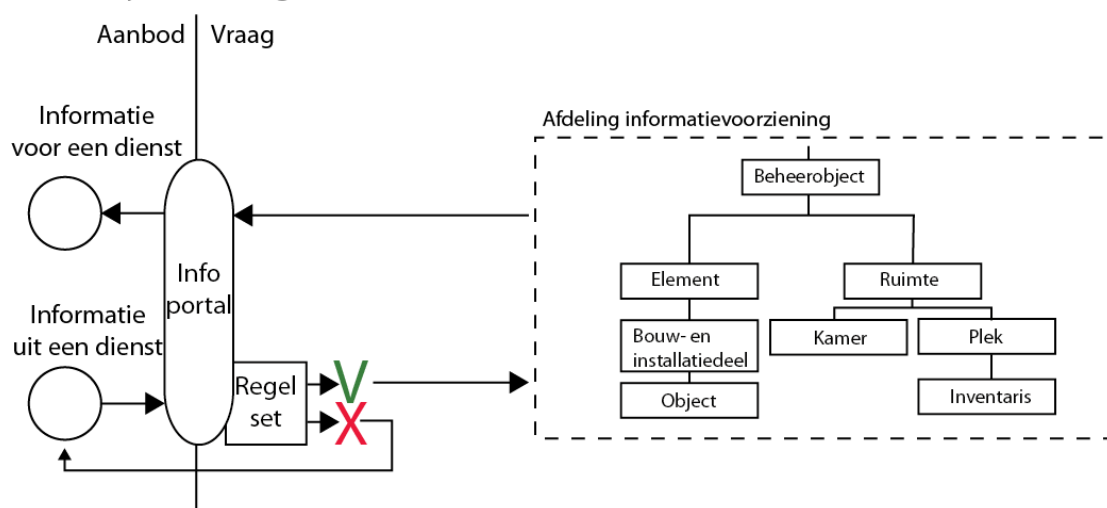 Aanbod
Vraag
Informatie
voor een dienst
Info
portal
Informatie
uit een dienst
Regel
set
V
X
Afdeling informatievoorziening
Beheerobject
Element
Ruimte
Bouw- en
installatiedeel
Kamer
Plek
Object
Inventaris